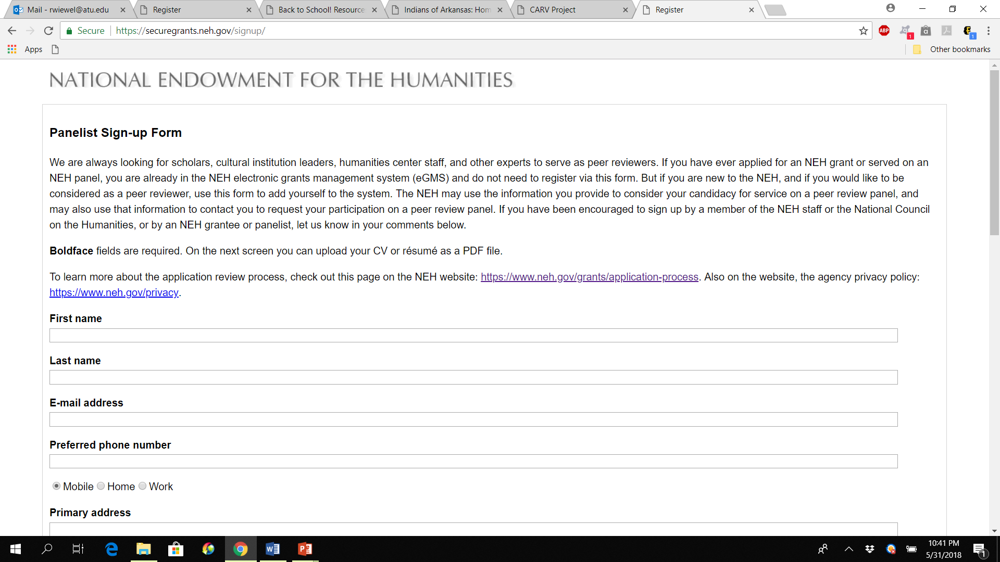 Mail - rwiewel@atu.edu
Register
Back to School! Resource
Indians of Arkansas: Hom
CARV Project
Register
Secure
https://securegrants.neh.gov/signup/
ABP
1
a
1
Apps
Other bookmarks
NATIONAL ENDOWMENT FOR THE HUMANITIES
Panelist Sign-up Form
We are always looking for scholars, cultural institution leaders, humanities center staff, and other experts to serve as peer reviewers. If you have ever applied for an NEH grant or served on an
NEH panel, you are already in the NEH electronic grants management system (eGMS) and do not need to register via this form. But if you are new to the NEH, and if you would like to be
considered as a peer reviewer, use this form to add yourself to the system. The NEH may use the information you provide to consider your candidacy for service on a peer review panel, and
may also use that information to contact you to request your participation on a peer review panel. If you have been encouraged to sign up by a member of the NEH staff or the National Council
on the Humanities, or by an NEH grantee or panelist, let us know in your comments below.
Boldface fields are required. On the next screen you can upload your CV or résumé as a PDF file.
To learn more about the application review process, check out this page on the NEH website: https://www.neh.gov/grants/application-process. Also on the website, the agency privacy policy:
https://www.neh.gov/privacy.
First name
Last name
E-mail address
Preferred phone number
Mobile Home Work
Primary address
10:41 PM
5/31/2018
1